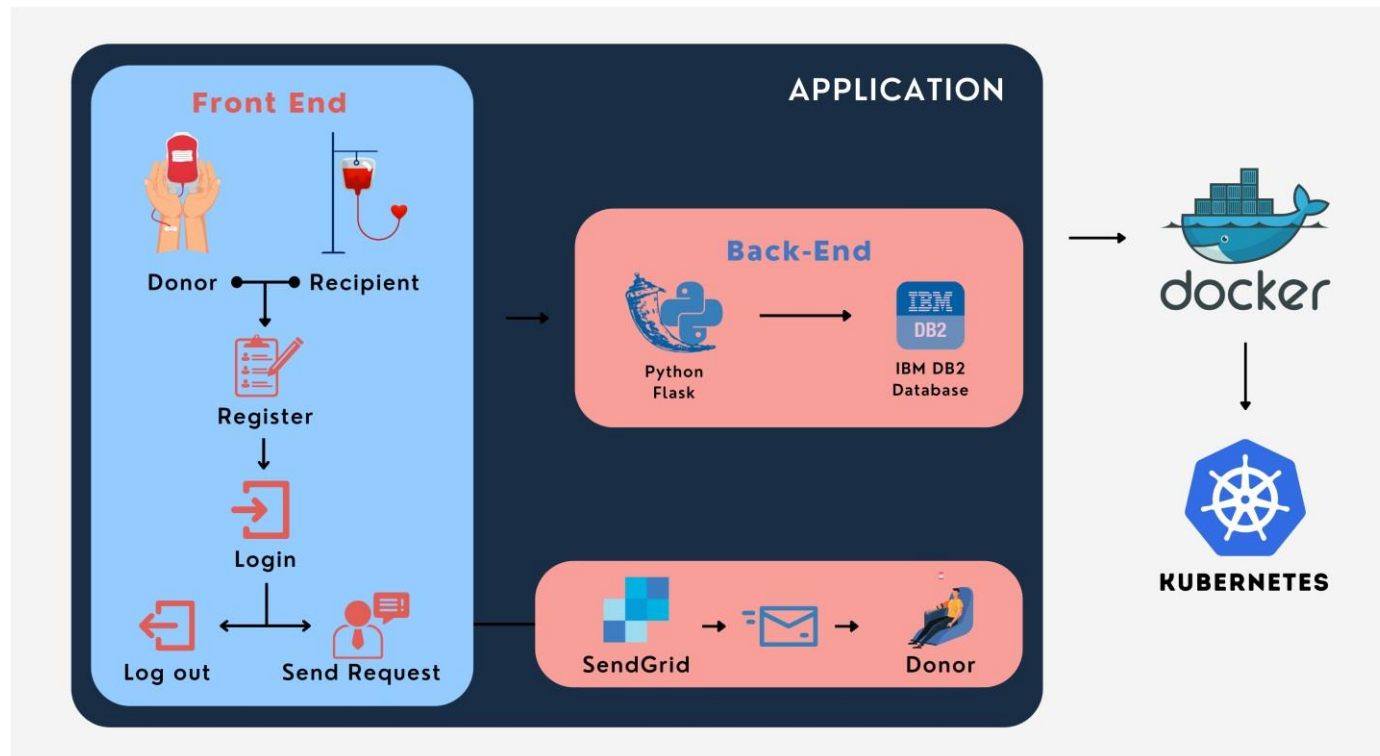 APPLICATION
Front End
Donor
Recipient
Register
Login
Log out
Send Request
Back-End
Python
Flask
IBM
DB2
IBM DB2
Database
SendGrid
Donor
docker
KUBERNETES